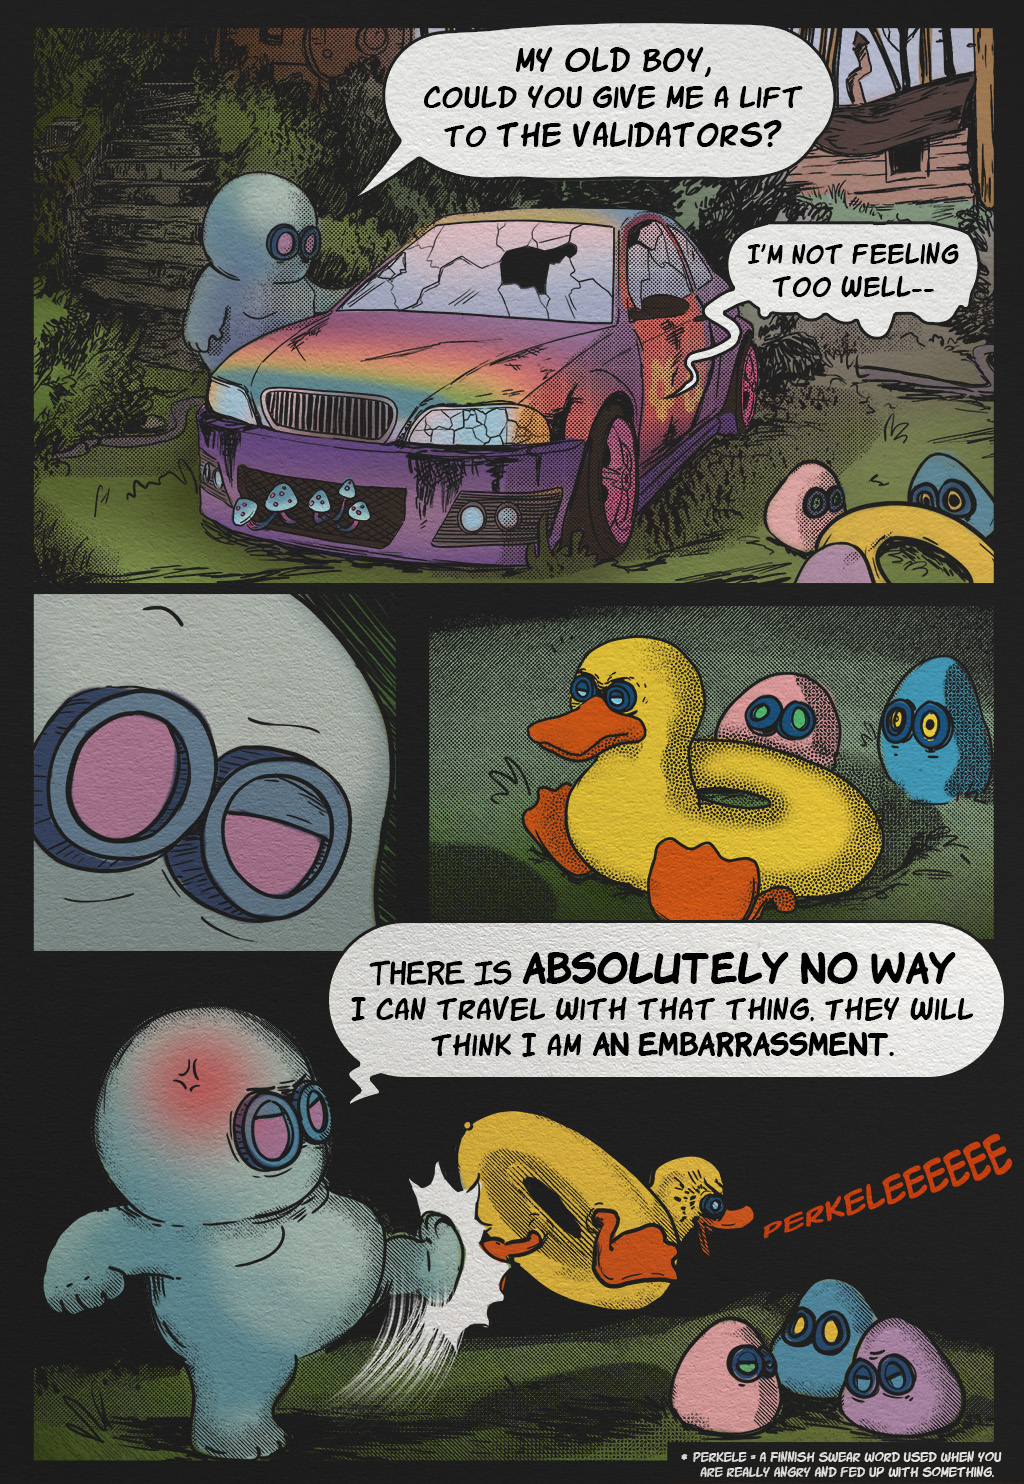 MY OLD BOY,
COULD YOU GIVE ME A LIFT
TO THE VALIDATORS?
I'M NOT FEELING
TOO WELL--
THERE IS ABSOLUTELY NO WAY
I CAN TRAVEL WITH THAT THING. THEY WILL
THINK I AM AN EMBARRASSMENT.
PERKELEEEEEE
* PERKELE = A FINNISH SWEAR WORD USED WHEN YOU
ARE REALLY ANGRY AND FED UP WITH SOMETHING.